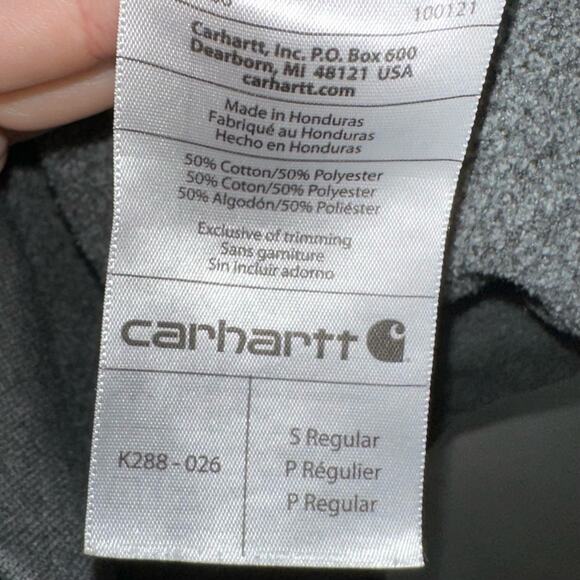 100121
Carhartt, Inc. P.O. Box 600
Dearborn, MI 48121 USA
carhartt.com
Made in Honduras
Fabriqué au Honduras
Hecho en Honduras
50% Cotton/50% Polyester
50% Coton/50% Polyester
50% Algodón/50% Poliéster
Exclusive of trimming
Sans garniture
Sin incluir adorno
carhartt
K288 - 026
S Regular
P Régulier
P Regular